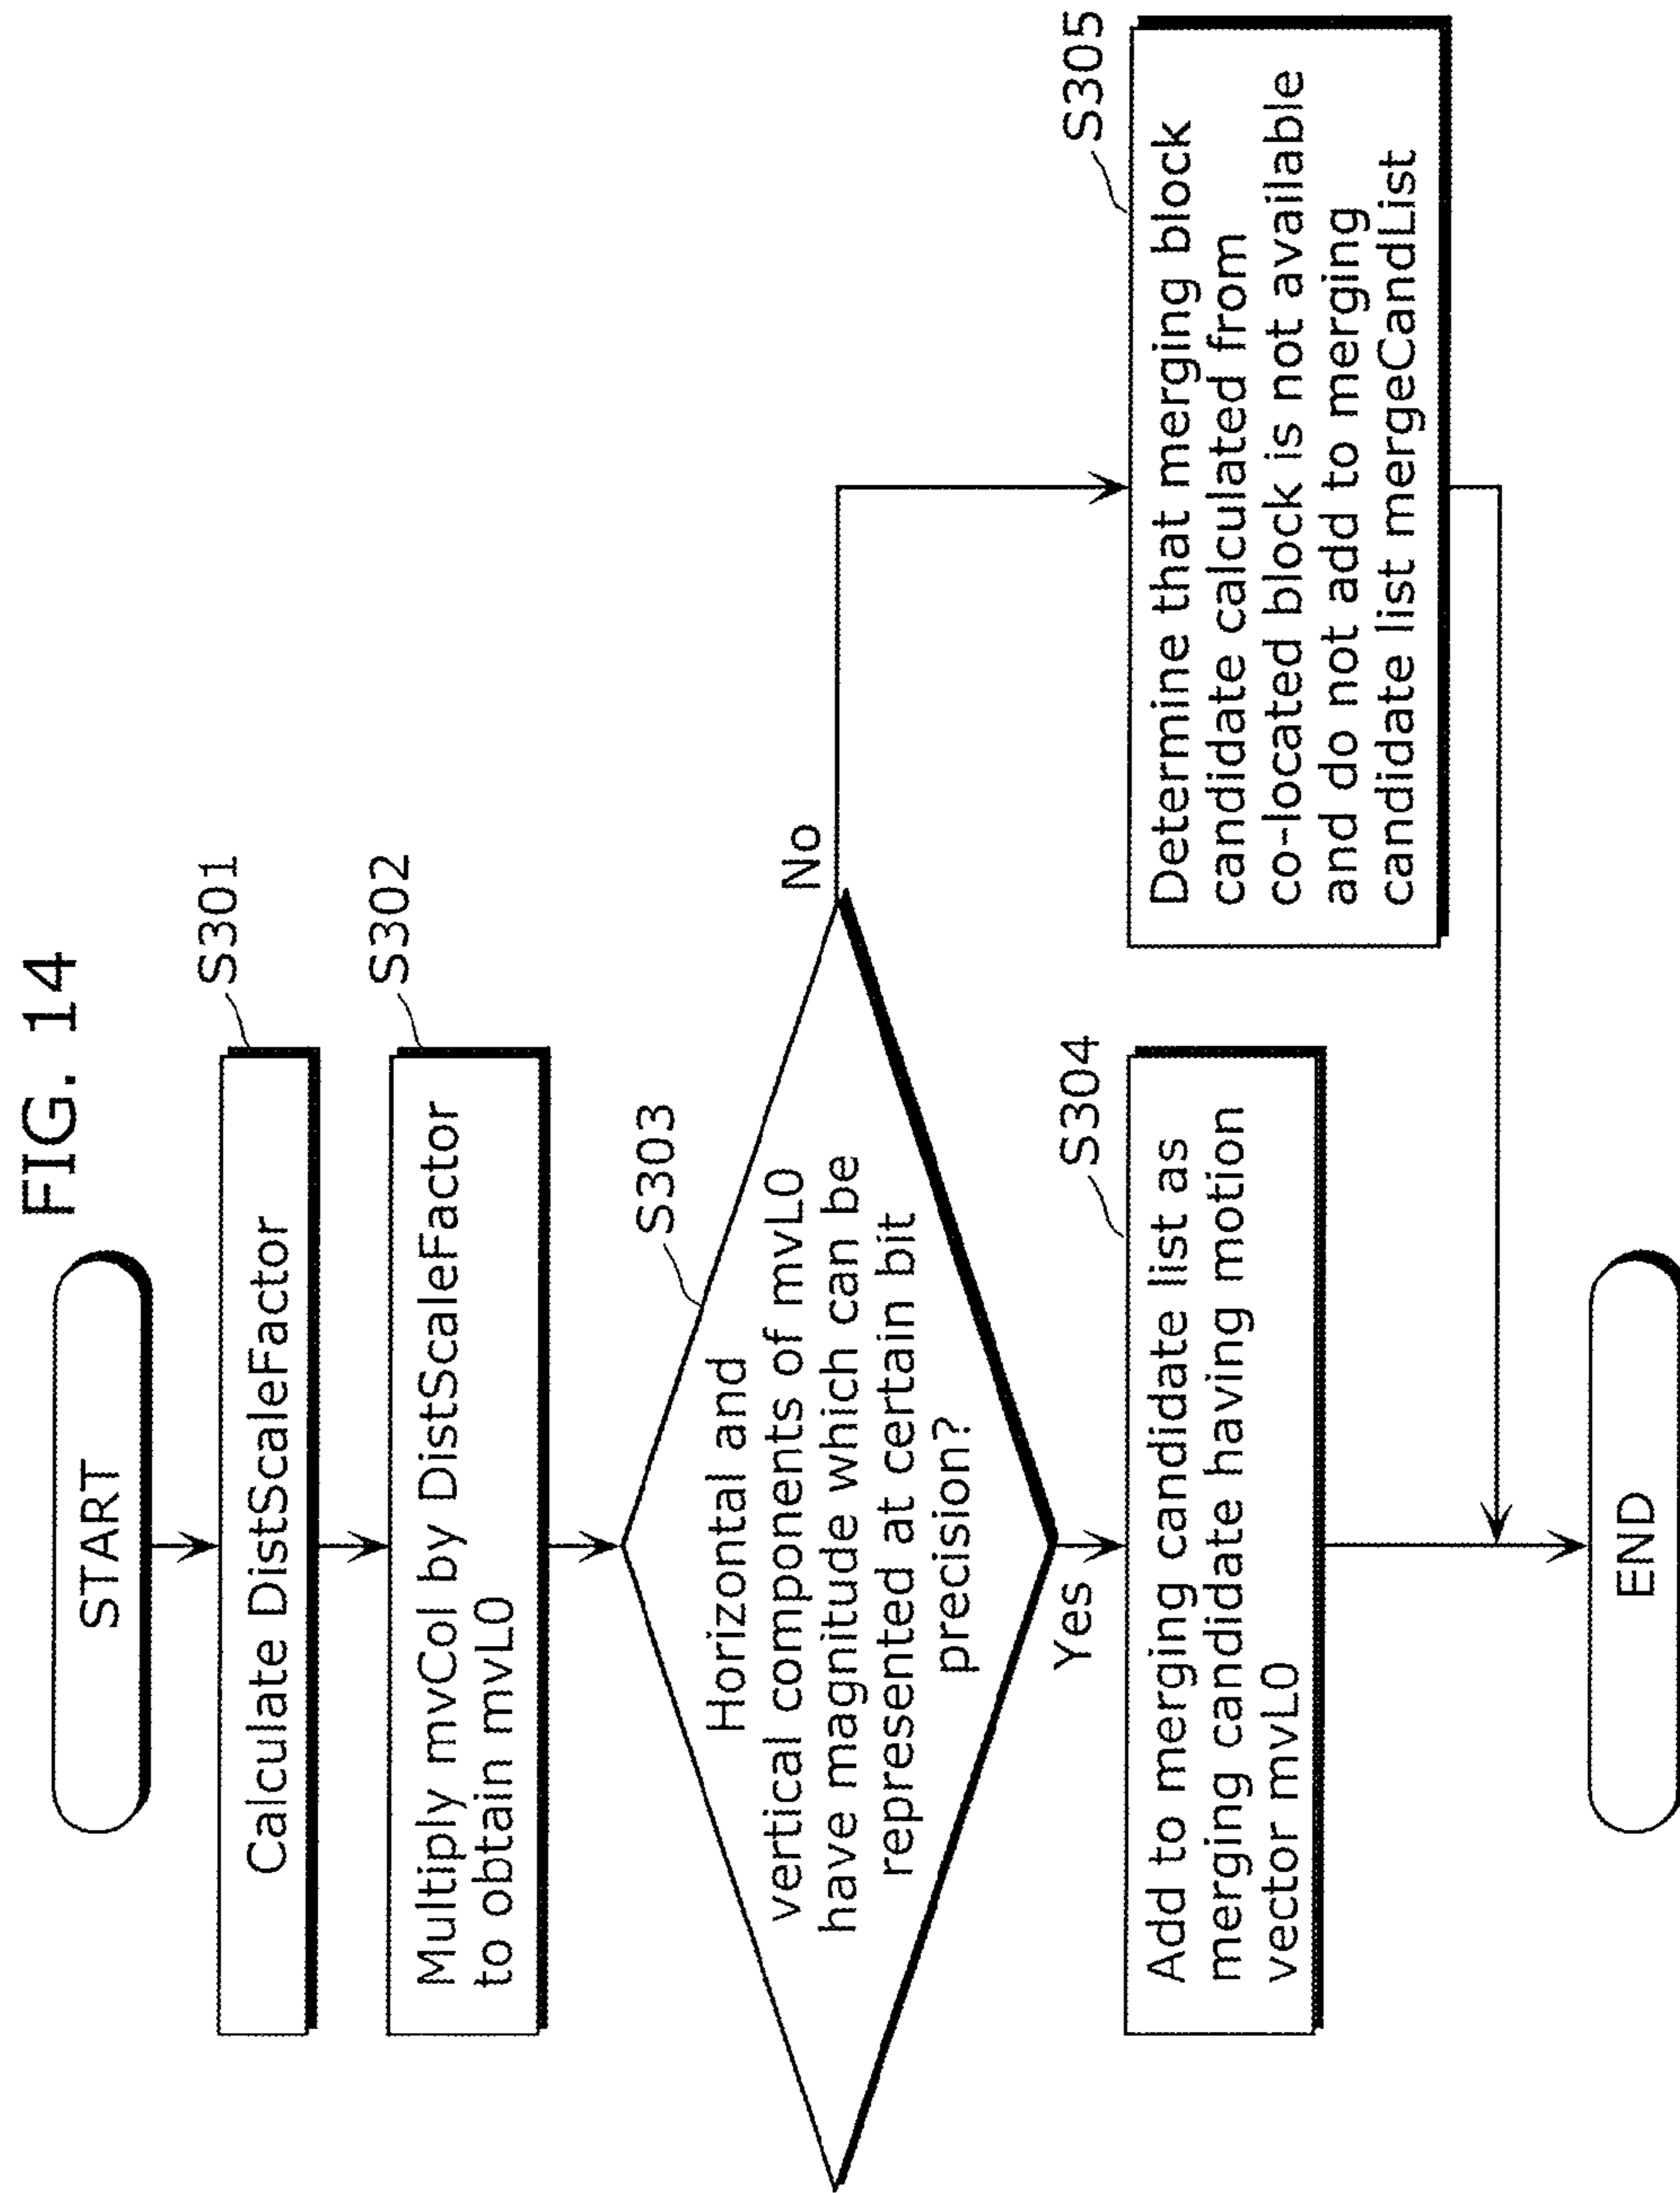 FIG. 14
START
S301
Calculate DistScaleFactor
S302
Multiply mvCol by DistScaleFactor
to obtain mvL0
S303
Horizontal and
vertical components of mvL0
have magnitude which can be
represented at certain bit
precision?
No
Yes
S304
Add to merging candidate list as
merging candidate having motion
vector mvL0
S305
Determine that merging block
candidate calculated from
co-located block is not available
and do not add to merging
candidate list mergeCandList
END